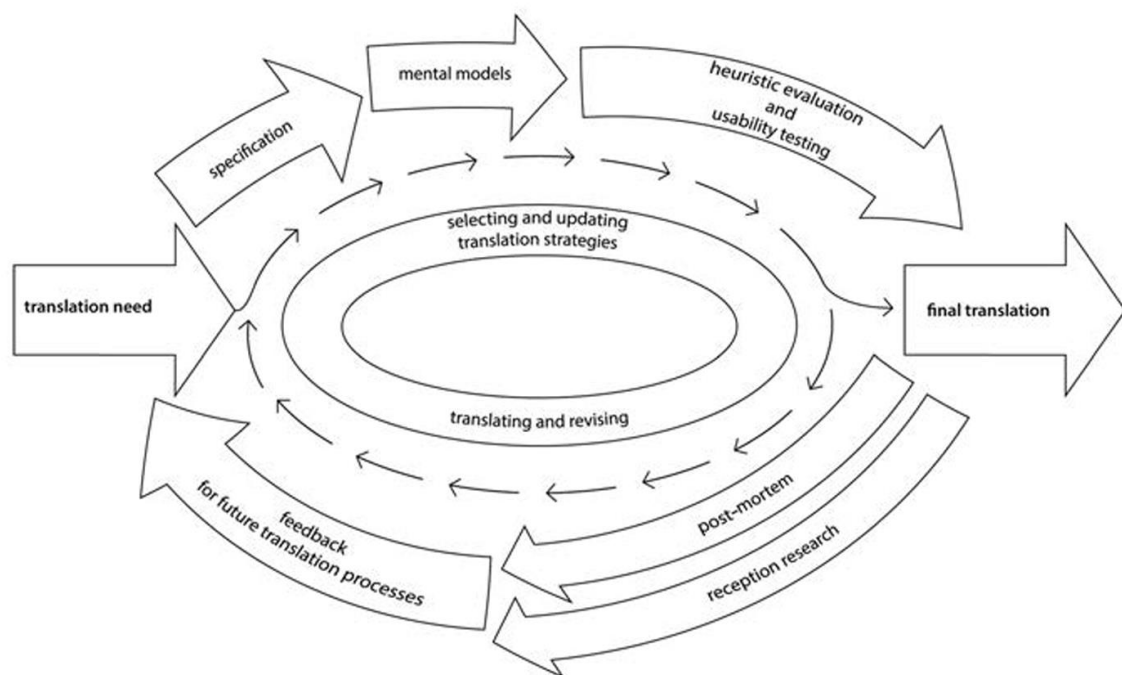 mental models
heuristic evaluation
and
usability testing
specification
selecting and updating
translation strategies
translation need
final translation
translating and revising
post-mortem
reception research
feedback
for future translation processes